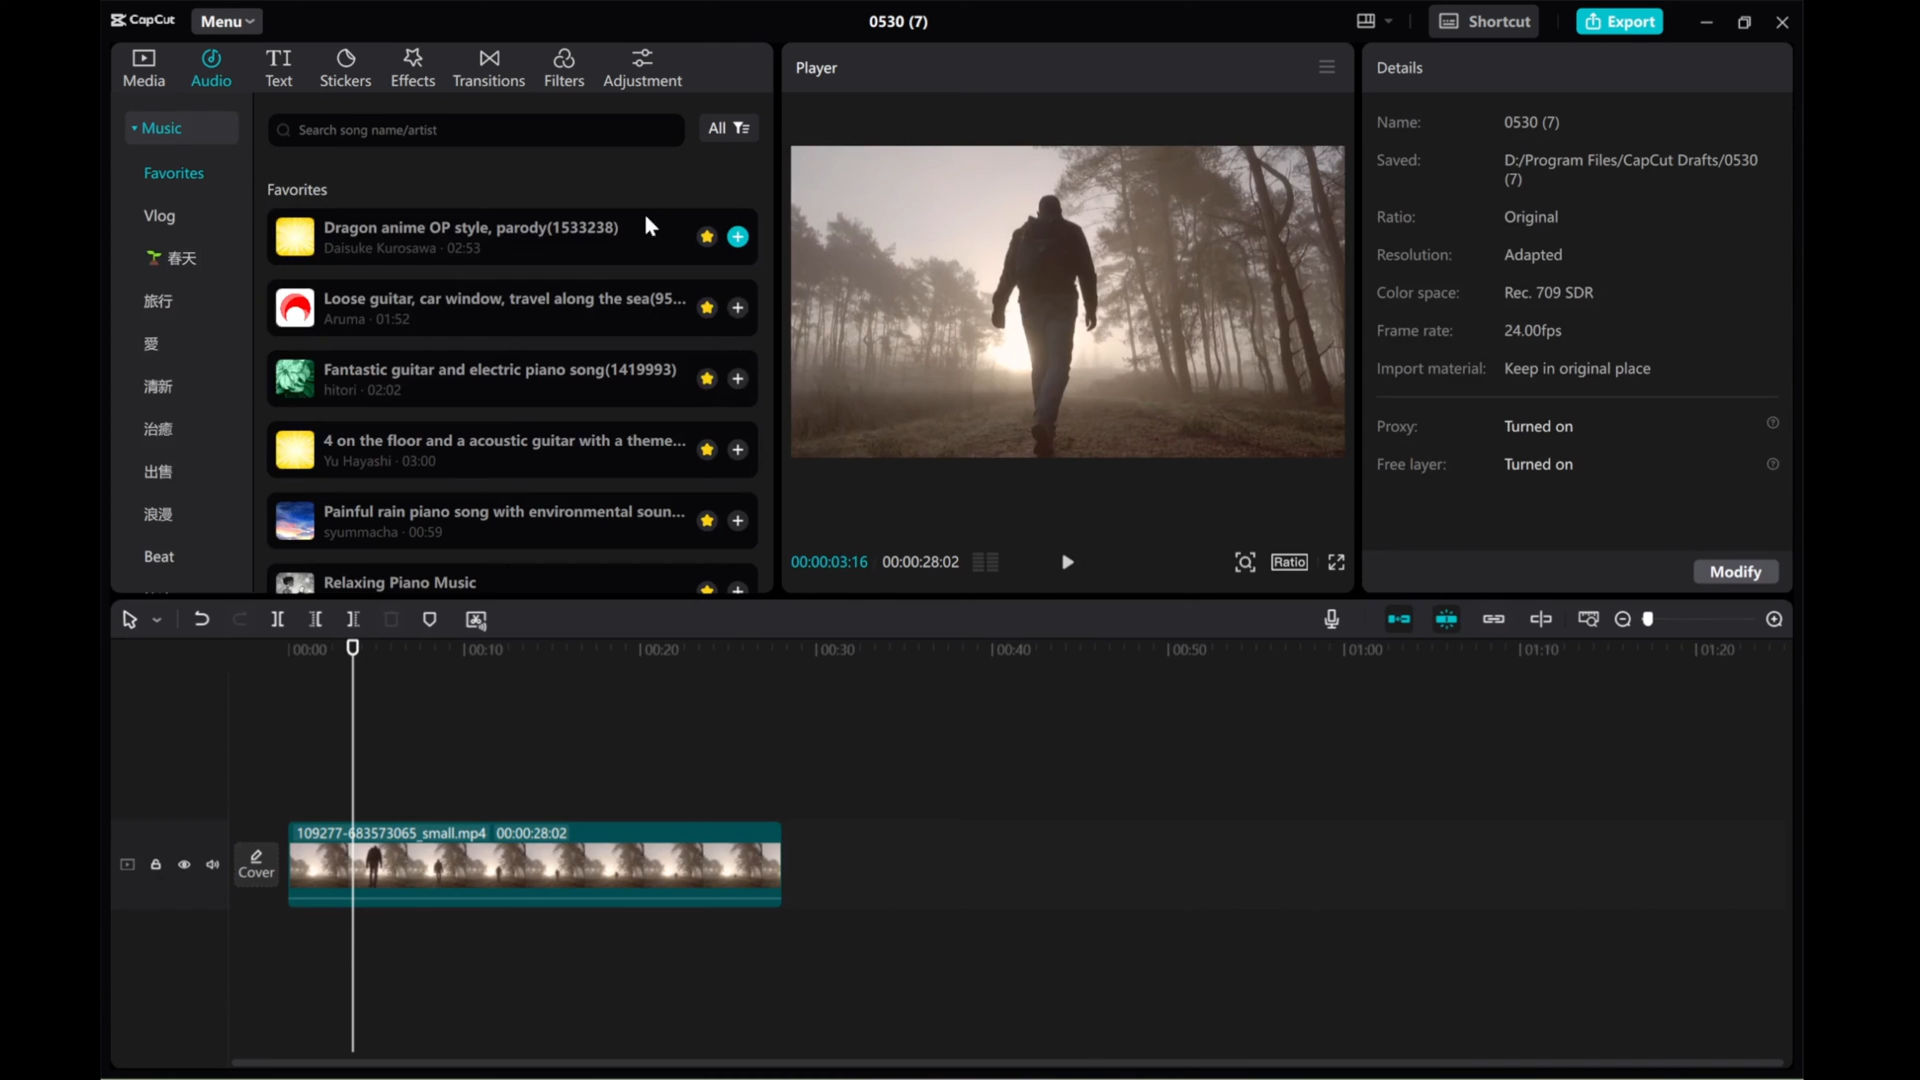 CapCut
Menu
0530 (7)
Shortcut
Export
Media
Audio
TI
Text
Stickers
Effects
Transitions
Filters
Adjustment
Music
Favorites
Vlog
春天
旅行
愛
清新
治癒
出售
浪漫
Beat
Search song name/artist
All
Favorites
Dragon anime OP style, parody(1533238)
Daisuke Kurosawa · 02:53
Loose guitar, car window, travel along the sea(95...
Aruma · 01:52
Fantastic guitar and electric piano song(1419993)
hitori · 02:02
4 on the floor and a acoustic guitar with a theme...
Yu Hayashi · 03:00
Painful rain piano song with environmental soun...
syummacha · 00:59
Relaxing Piano Music
Player
00:00:03:16 00:00:28:02
Ratio
Details
Name: 0530 (7)
Saved: D:/Program Files/CapCut Drafts/0530
(7)
Ratio: Original
Resolution: Adapted
Color space: Rec. 709 SDR
Frame rate: 24.00fps
Import material: Keep in original place
Proxy: Turned on
Free layer: Turned on
Modify
00:00 00:10 00:20 00:30 00:40 00:50 01:00 01:10 01:20
109277-683573065_small.mp4 00:00:28:02
Cover